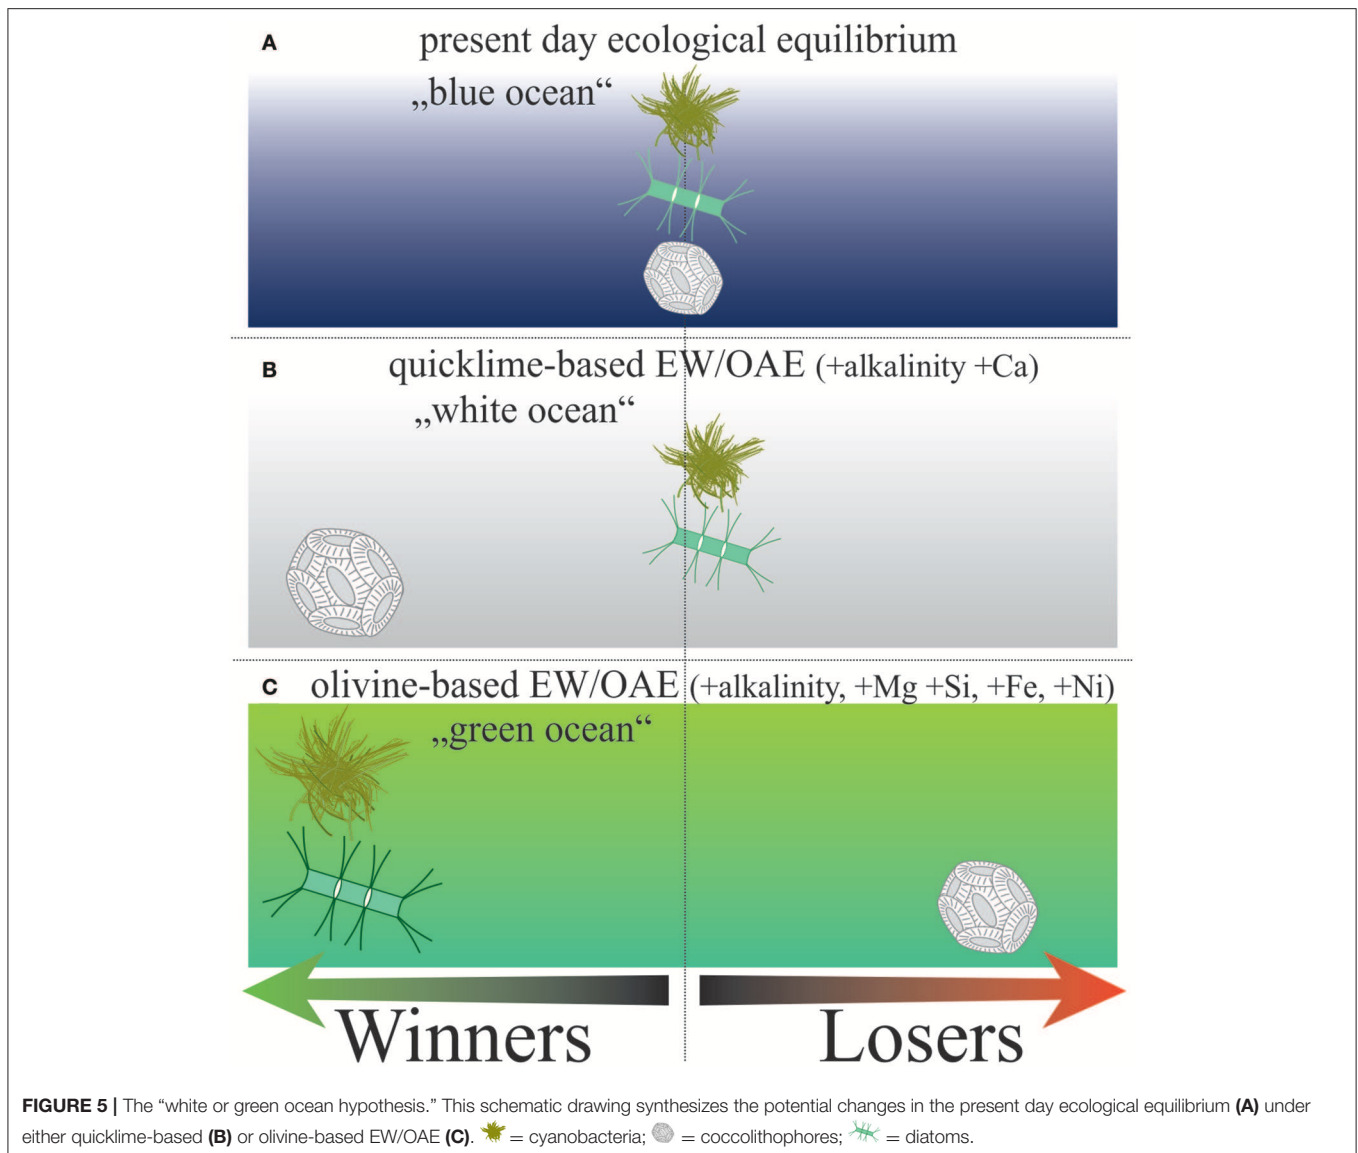 A present day ecological equilibrium
„blue ocean“
B quicklime-based EW/OAE (+alkalinity +Ca)
„white ocean“
C olivine-based EW/OAE (+alkalinity, +Mg +Si, +Fe, +Ni)
„green ocean“
Winners Losers
FIGURE 5 | The “white or green ocean hypothesis.” This schematic drawing synthesizes the potential changes in the present day ecological equilibrium (A) under
either quicklime-based (B) or olivine-based EW/OAE (C). = cyanobacteria; = coccolithophores; = diatoms.